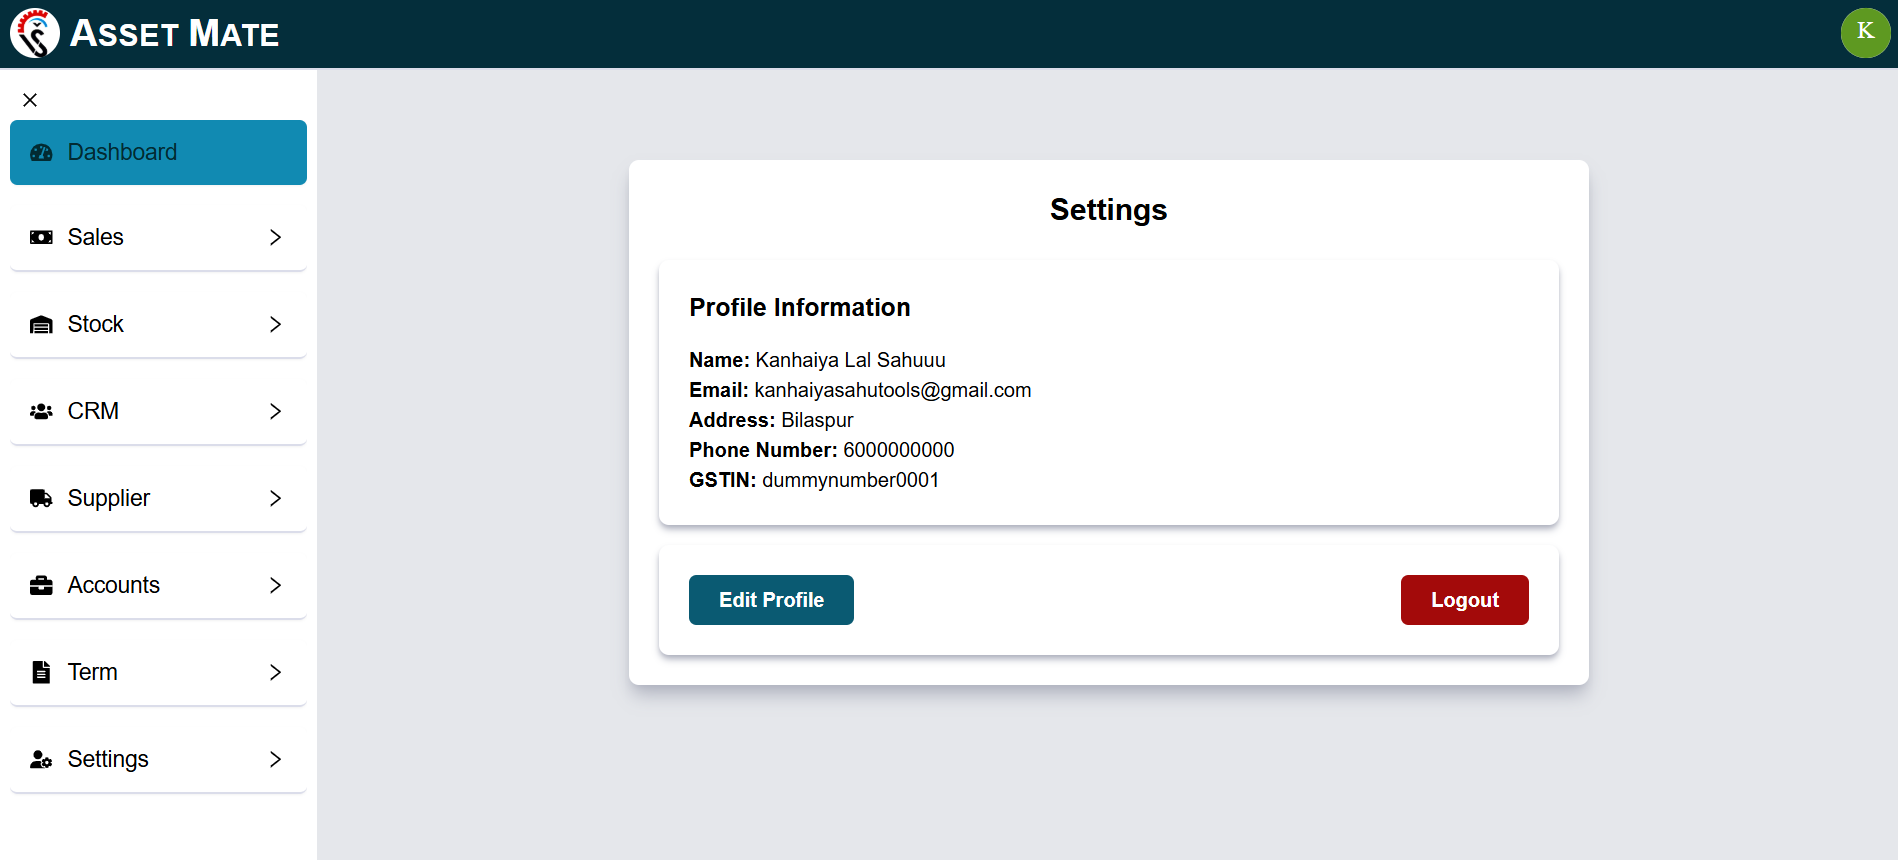 ASSET MATE
K
Dashboard
Sales
Stock
CRM
Supplier
Accounts
Term
Settings
Settings
Profile Information
Name: Kanhaiya Lal Sahuuu
Email: kanhaiyasahutools@gmail.com
Address: Bilaspur
Phone Number: 6000000000
GSTIN: dummynumber0001
Edit Profile
Logout